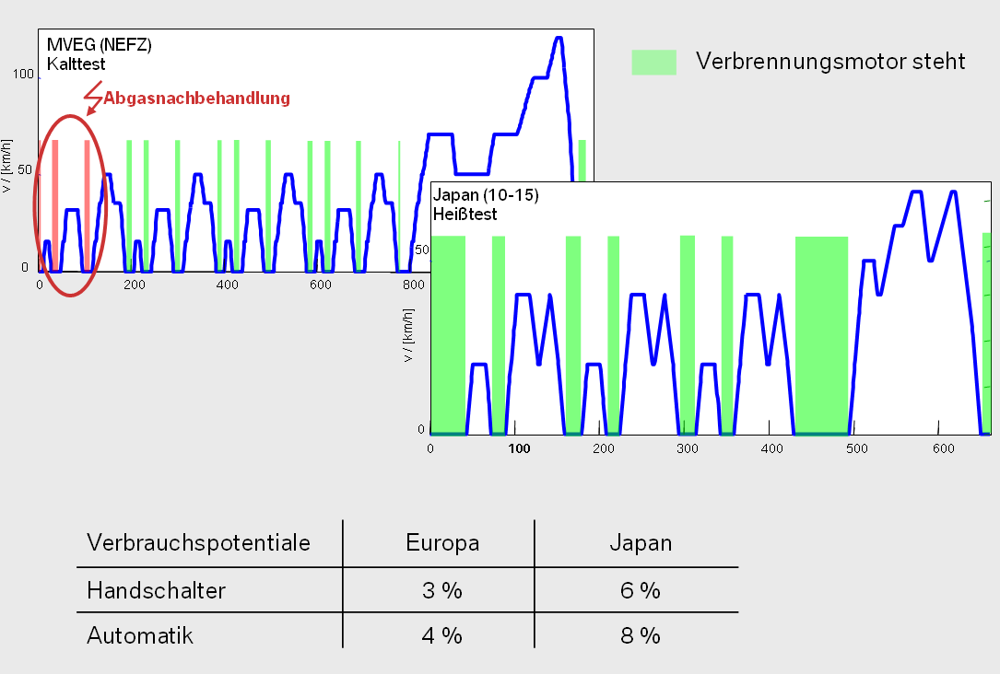 MVEG (NEFZ)
Kalttest
Abgasnachbehandlung
Verbrennungsmotor steht
v / [km/h]
100
50
0
0 200 400 600 800
Japan (10-15)
Heißtest
v / [km/h]
50
0
0 100 200 300 400 500 600
Verbrauchspotentiale Europa Japan
Handschalter 3 % 6 %
Automatik 4 % 8 %